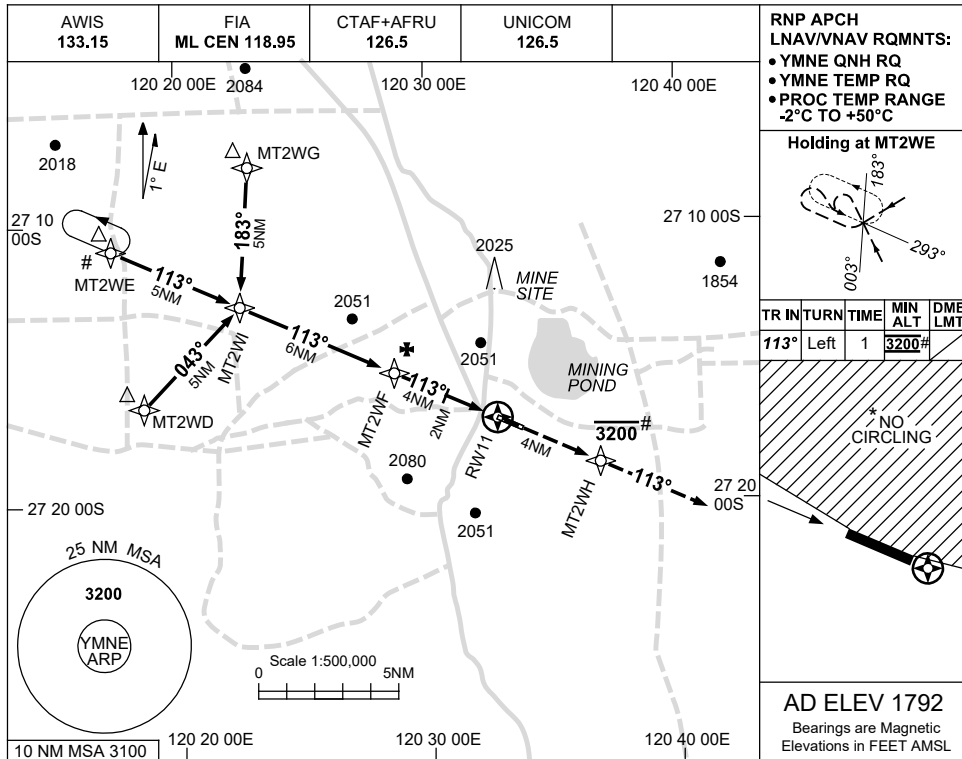 AWIS
133.15
FIA
ML CEN 118.95
CTAF+AFRU
126.5
UNICOM
126.5
RNP APCH
LNAV/VNAV RQMNTS:
• YMNE QNH RQ
• YMNE TEMP RQ
• PROC TEMP RANGE
-2°C TO +50°C
120 20 00E
2084
120 30 00E
120 40 00E
2018
1° E
MT2WG
27 10
00S
27 10 00S
183°
5NM
#
MT2WE
113°
5NM
2025
MINE
SITE
1854
2051
043°
5NM
MT2WI
113°
6NM
2051
MINING
POND
MT2WD
MT2WF
113°
4NM
2NM
RW11
4NM
3200#
MT2WH
113°
2080
2051
27 20 00S
27 20
00S
25 NM MSA
3200
YMNE
ARP
Scale 1:500,000
0
5NM
10 NM MSA 3100
120 20 00E
120 30 00E
120 40 00E
Holding at MT2WE
183°
293°
003°
TR IN TURN TIME MIN ALT DME LMT
113° Left 1 3200#
*NO
CIRCLING
AD ELEV 1792
Bearings are Magnetic
Elevations in FEET AMSL